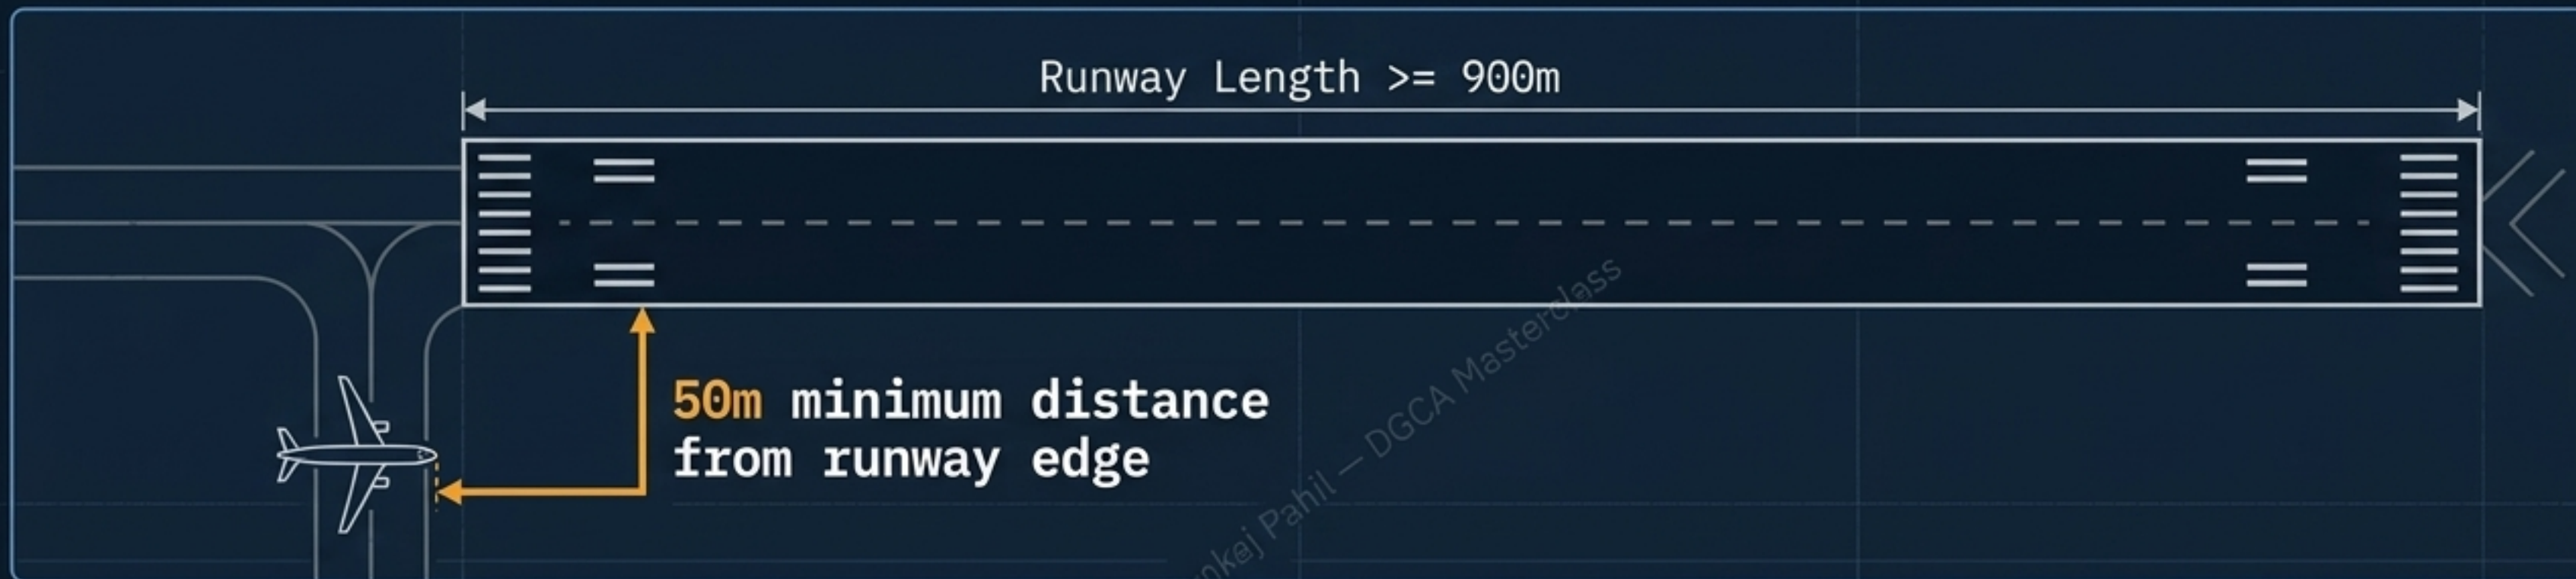 Runway Length >= 900m
50m minimum distance
from runway edge
Pahil — DGCA Masterclass